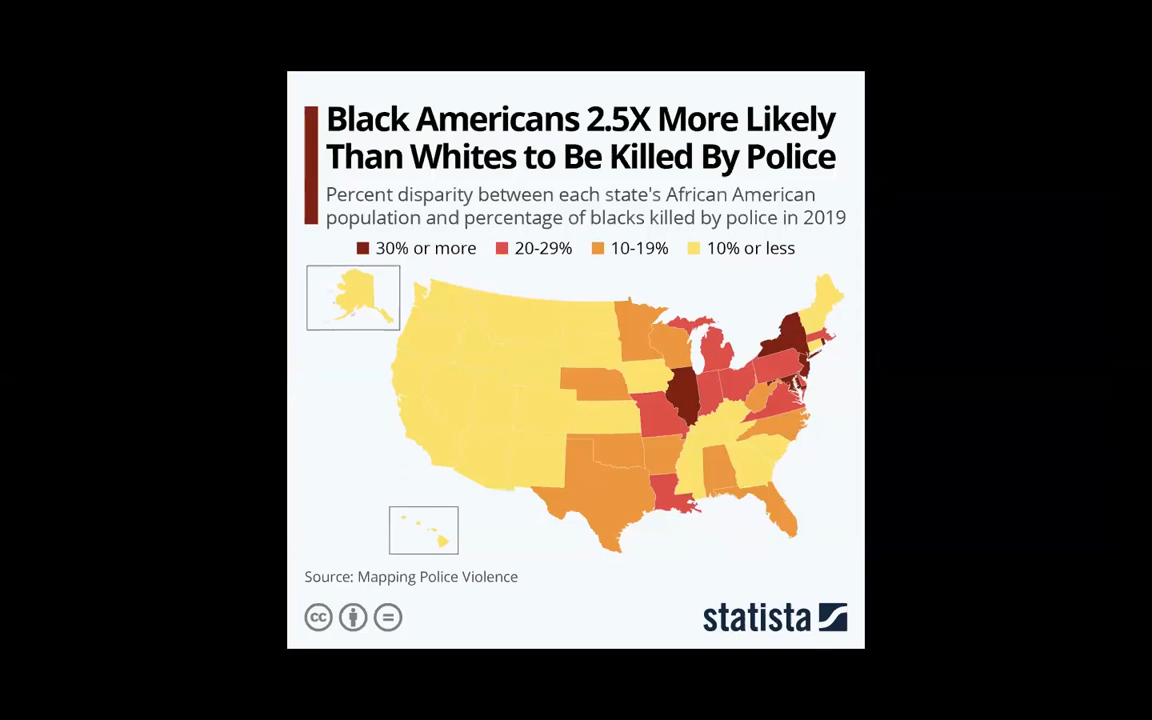 Black Americans 2.5X More Likely
Than Whites to Be Killed By Police
Percent disparity between each state's African American
population and percentage of blacks killed by police in 2019
30% or more 20-29% 10-19% 10% or less
Source: Mapping Police Violence
cc
statista